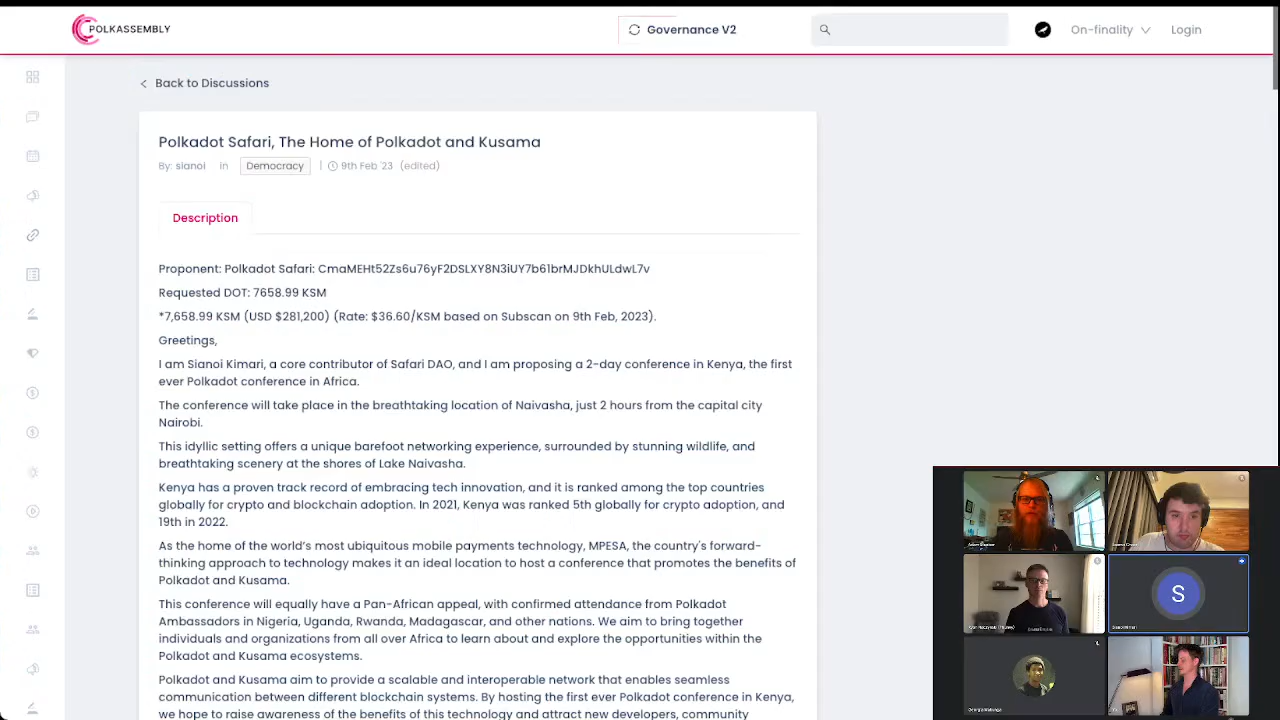 POLKASSEMBLY
Governance V2
On-finality
Login
Back to Discussions
Polkadot Safari, The Home of Polkadot and Kusama
By: sianoi in Democracy | 9th Feb '23 (edited)
Description
Proponent: Polkadot Safari: CmaMEHt52Zs6u76yF2DSLXY8N3iUY7b61brMJDkhULdwL7v
Requested DOT: 7658.99 KSM
*7,658.99 KSM (USD $281,200) (Rate: $36.60/KSM based on Subscan on 9th Feb, 2023).
Greetings,
I am Sianoi Kimari, a core contributor of Safari DAO, and I am proposing a 2-day conference in Kenya, the first
ever Polkadot conference in Africa.
The conference will take place in the breathtaking location of Naivasha, just 2 hours from the capital city
Nairobi.
This idyllic setting offers a unique barefoot networking experience, surrounded by stunning wildlife, and
breathtaking scenery at the shores of Lake Naivasha.
Kenya has a proven track record of embracing tech innovation, and it is ranked among the top countries
globally for crypto and blockchain adoption. In 2021, Kenya was ranked 5th globally for crypto adoption, and
19th in 2022.
As the home of the world's most ubiquitous mobile payments technology, MPESA, the country's forward-
thinking approach to technology makes it an ideal location to host a conference that promotes the benefits of
Polkadot and Kusama.
This conference will equally have a Pan-African appeal, with confirmed attendance from Polkadot
Ambassadors in Nigeria, Uganda, Rwanda, Madagascar, and other nations. We aim to bring together
individuals and organizations from all over Africa to learn about and explore the opportunities within the
Polkadot and Kusama ecosystems.
Polkadot and Kusama aim to provide a scalable and interoperable network that enables seamless
communication between different blockchain systems. By hosting the first ever Polkadot conference in Kenya,
we hope to raise awareness of the benefits of this technology and attract new developers, community
S